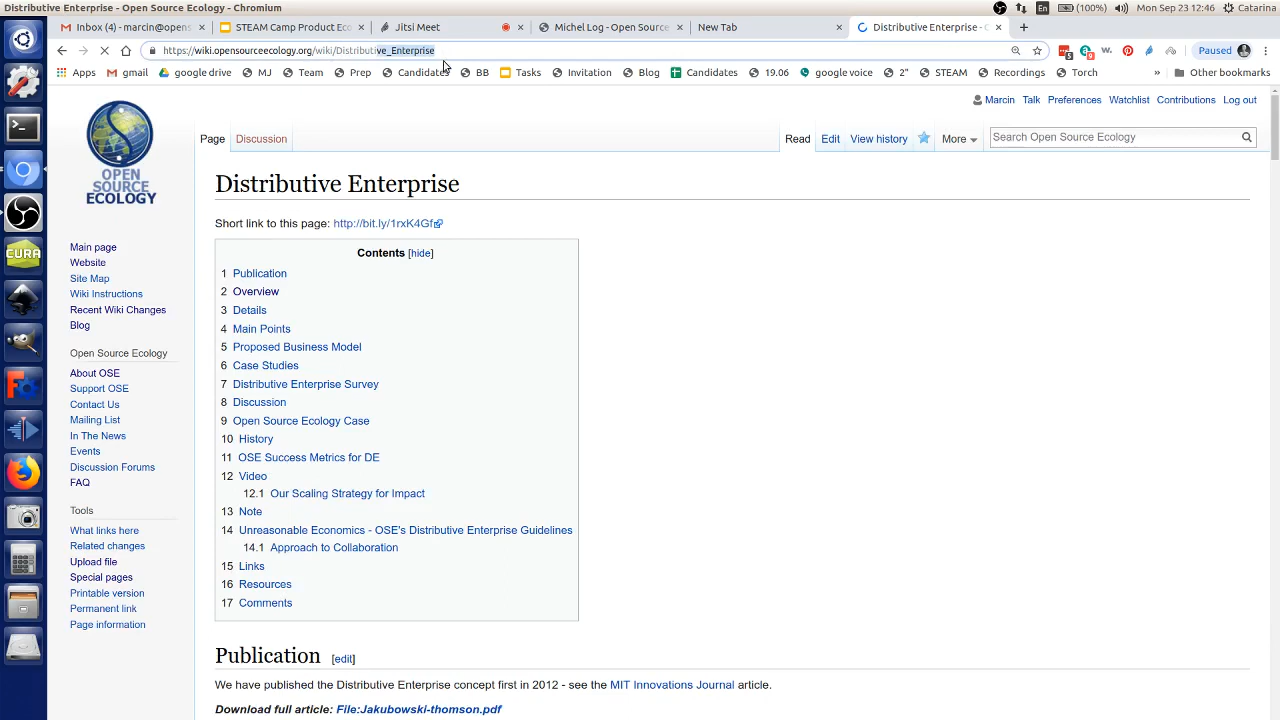 Distributive Enterprise - Open Source Ecology - Chromium
En (100%) Mon Sep 23 12:46 Catarina
Inbox (4) - marcin@opens
STEAM Camp Product Eco
Jitsi Meet
Michel Log - Open Source
New Tab
Distributive Enterprise - O
https://wiki.opensourceecology.org/wiki/Distributive_Enterprise
Paused
Apps gmail google drive MJ Team Prep Candidates BB Tasks Invitation Blog Candidates 19.06 google voice 2" STEAM Recordings Torch » Other bookmarks
Marcin Talk Preferences Watchlist Contributions Log out
Page Discussion Read Edit View history More Search Open Source Ecology
OPEN
SOURCE
ECOLOGY
Main page
Website
Site Map
Wiki Instructions
Recent Wiki Changes
Blog
Open Source Ecology
About OSE
Support OSE
Contact Us
Mailing List
In The News
Events
Discussion Forums
FAQ
Tools
What links here
Related changes
Upload file
Special pages
Printable version
Permanent link
Page information
CURA
Distributive Enterprise
Short link to this page: http://bit.ly/1rxK4Gf
Contents [hide]
1 Publication
2 Overview
3 Details
4 Main Points
5 Proposed Business Model
6 Case Studies
7 Distributive Enterprise Survey
8 Discussion
9 Open Source Ecology Case
10 History
11 OSE Success Metrics for DE
12 Video
12.1 Our Scaling Strategy for Impact
13 Note
14 Unreasonable Economics - OSE's Distributive Enterprise Guidelines
14.1 Approach to Collaboration
15 Links
16 Resources
17 Comments
Publication [edit]
We have published the Distributive Enterprise concept first in 2012 - see the MIT Innovations Journal article.
Download full article: File:Jakubowski-thomson.pdf